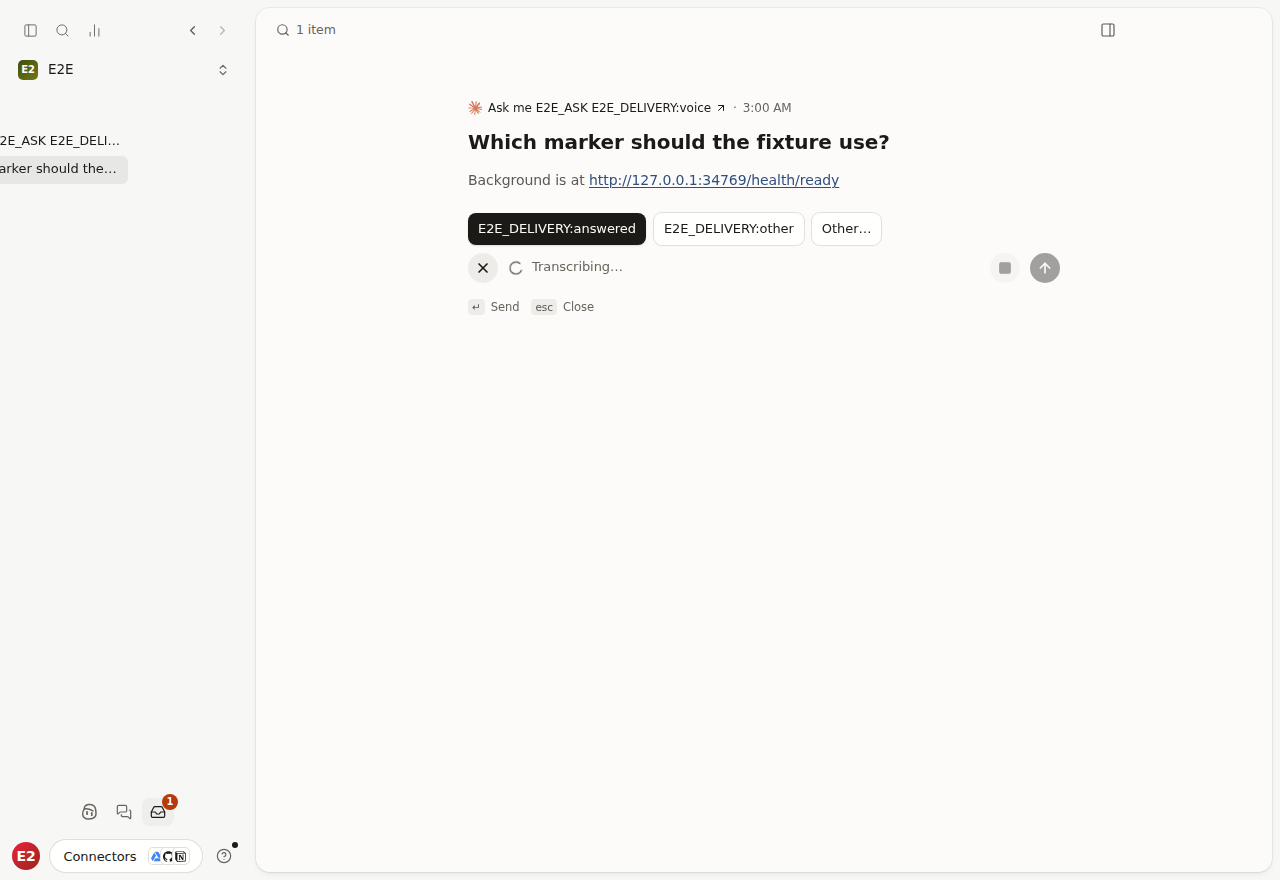 1 item
E2 E2E
2E_ASK E2E_DELI…
arker should the…
Ask me E2E_ASK E2E_DELIVERY:voice · 3:00 AM
Which marker should the fixture use?
Background is at http://127.0.0.1:34769/health/ready
E2E_DELIVERY:answered E2E_DELIVERY:other Other…
Transcribing…
↵ Send esc Close
1
E2 Connectors